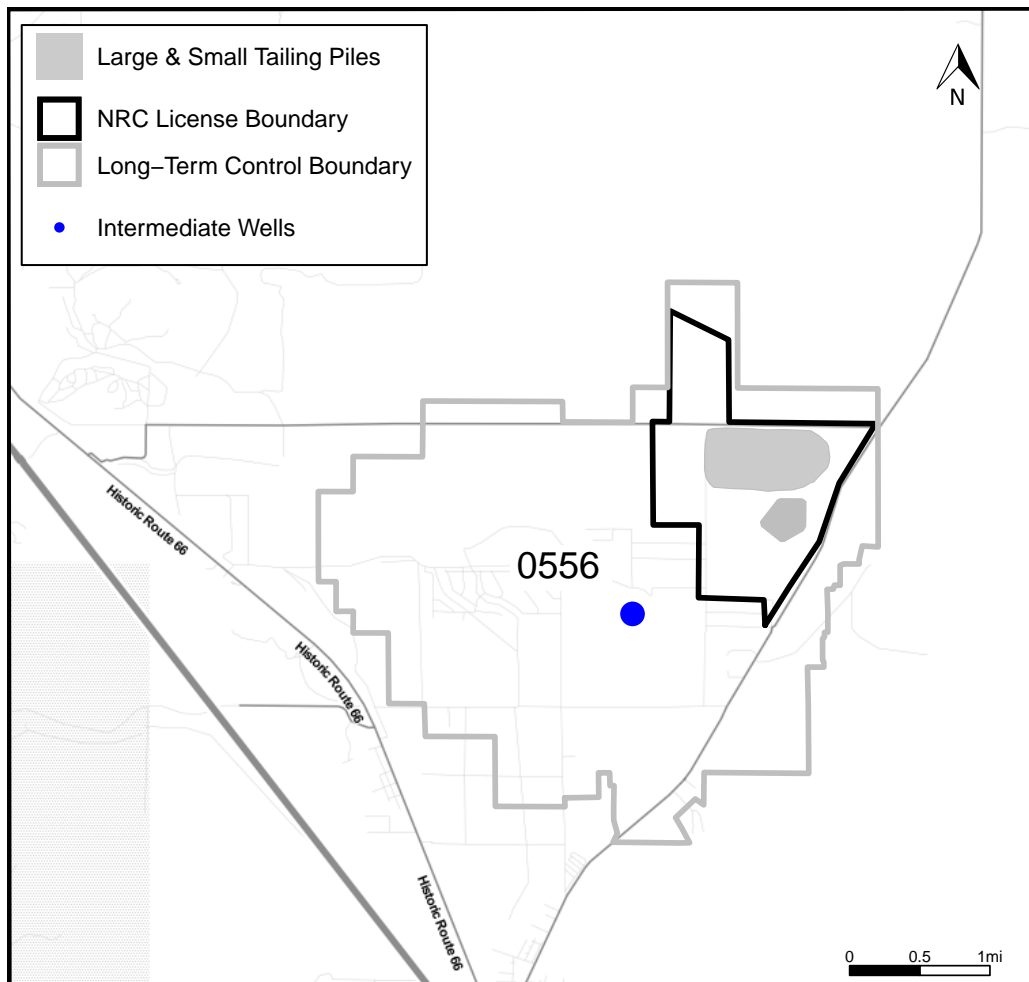 Large & Small Tailing Piles
NRC License Boundary
Long−Term Control Boundary
Intermediate Wells
N
Historic Route 66
0556
Historic Route 66
Historic Route 66
0 0.5 1mi